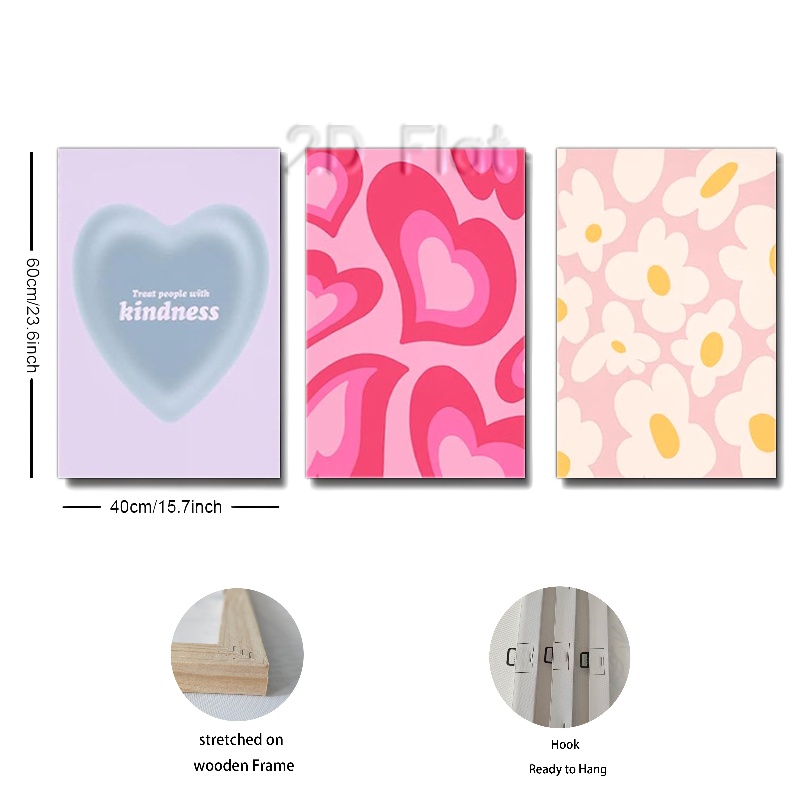 2D Flat
Treat people with
kindness
60cm/23.6inch
40cm/15.7inch
stretched on
wooden Frame
Hook
Ready to Hang